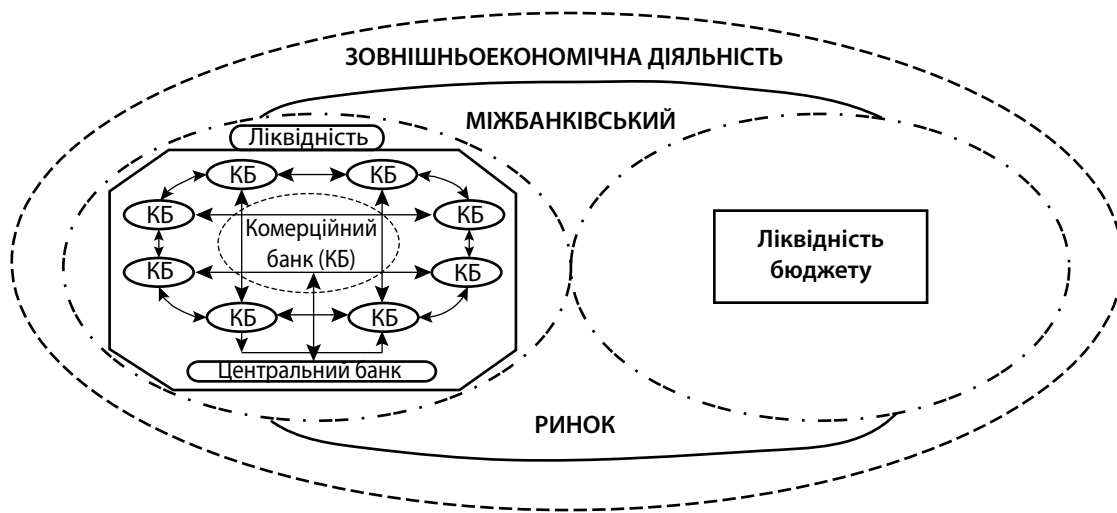 ЗОВНІШНЬОЕКОНОМІЧНА ДІЯЛЬНІСТЬ
МІЖБАНКІВСЬКИЙ
Ліквідність
КБ
КБ
КБ
КБ
Комерційний
банк (КБ)
КБ
КБ
КБ
КБ
Центральний банк
Ліквідність
бюджету
РИНОК